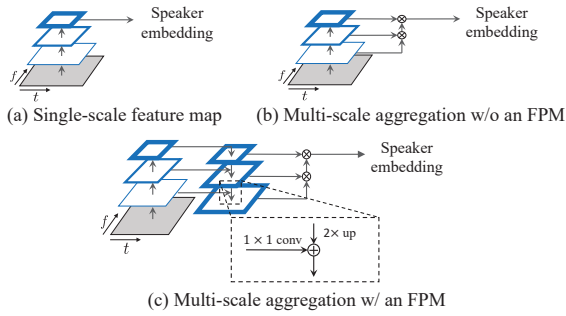 Speaker
embedding
f
t
(a) Single-scale feature map
Speaker
embedding
f
t
(b) Multi-scale aggregation w/o an FPM
Speaker
embedding
f
t
1 × 1 conv
2× up
(c) Multi-scale aggregation w/ an FPM